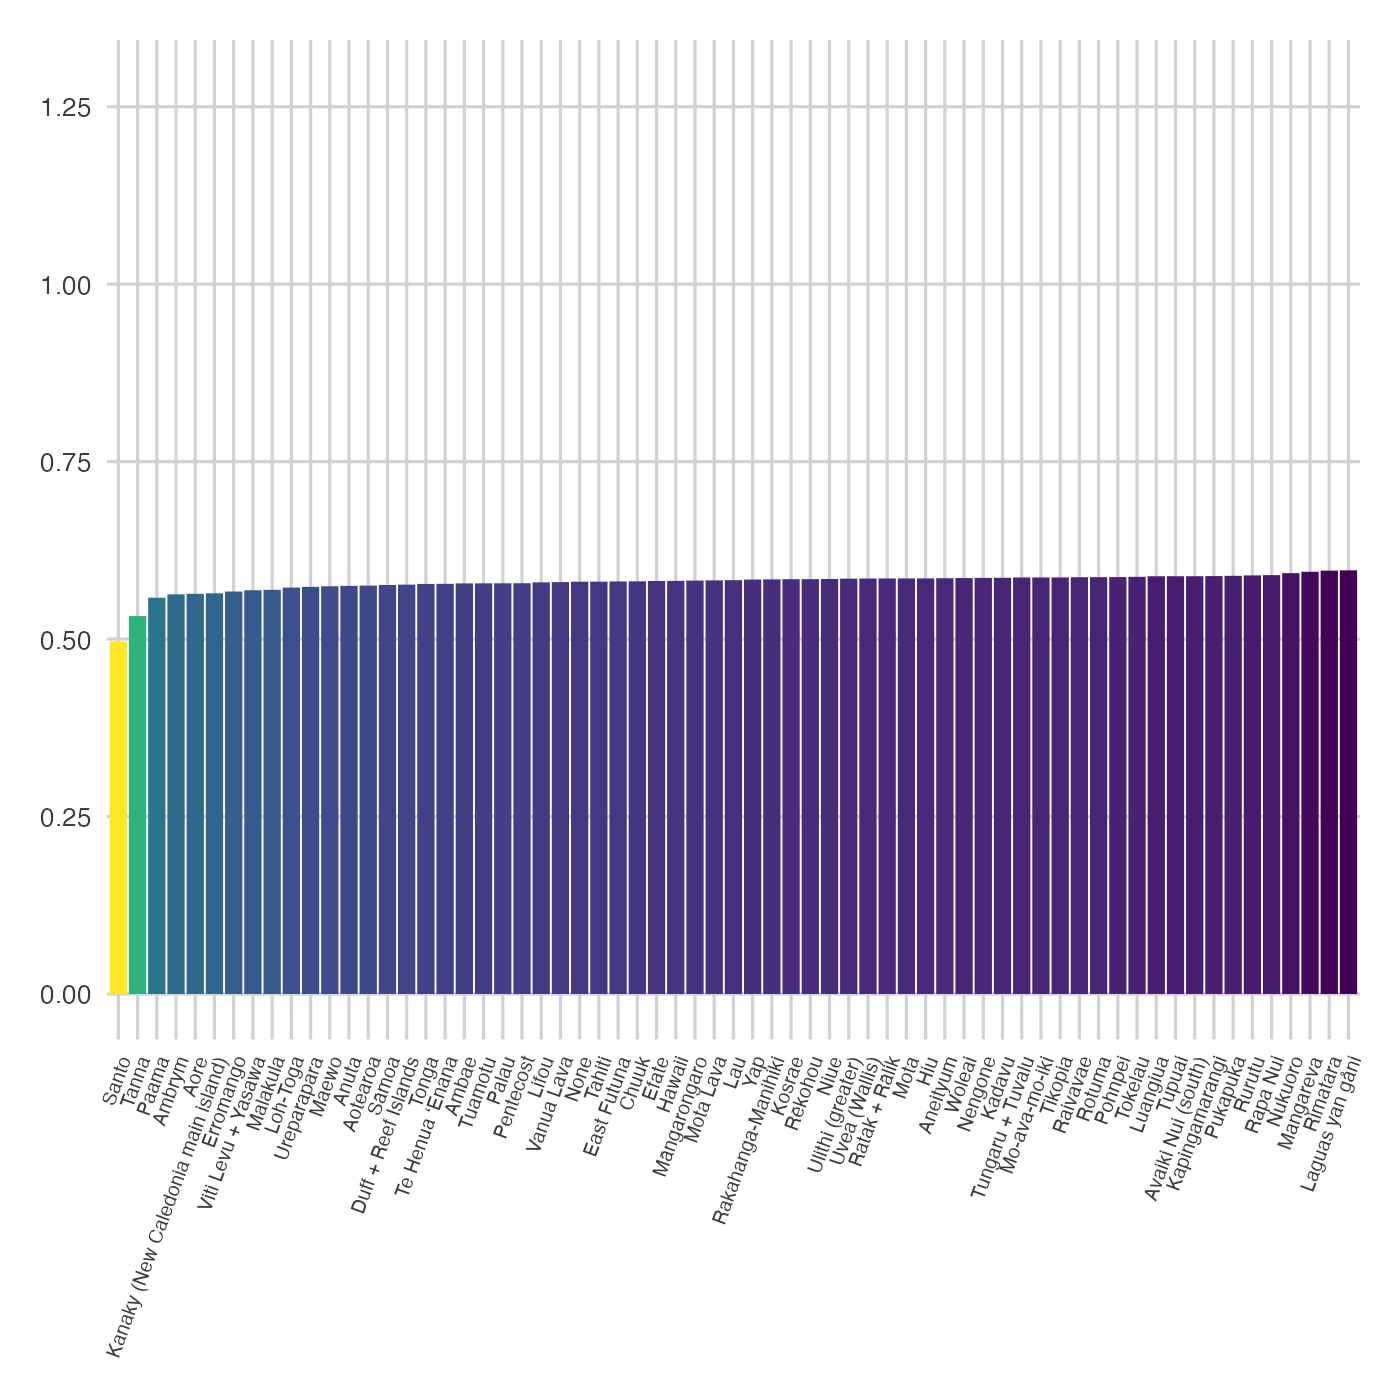 1.25
1.00
0.75
0.50
0.25
0.00
Santo
Tanna
Paama
Ambrym
Aore
Kanaky (New Caledonia main island)
Erromango
Viti Levu + Yasawa
Malakula
Loh-Toga
Ureparapara
Maewo
Anuta
Aotearoa
Samoa
Duff + Reef Islands
Tonga
Te Henua ‘Enana
Ambae
Tuamotu
Palau
Pentecost
Lifou
Vanua Lava
None
Tahiti
East Futuna
Chuuk
Efate
Hawaii
Mangarongaro
Mota Lava
Lau
Yap
Rakahanga-Manihiki
Kosrae
Rekohou
Niue
Ulithi (greater)
Uvea (Wallis)
Ratak + Ralik
Mota
Hiu
Aneityum
Woleai
Nengone
Kadavu
Tungaru + Tuvalu
Mo-ava-mo-iki
Tikopia
Raivavae
Rotuma
Pohnpei
Tokelau
Luangiua
Tupuai
Avaiki Nui (south)
Kapingamarangi
Pukapuka
Rurutu
Rapa Nui
Nukuoro
Mangareva
Rimatara
Laguas yan gåni